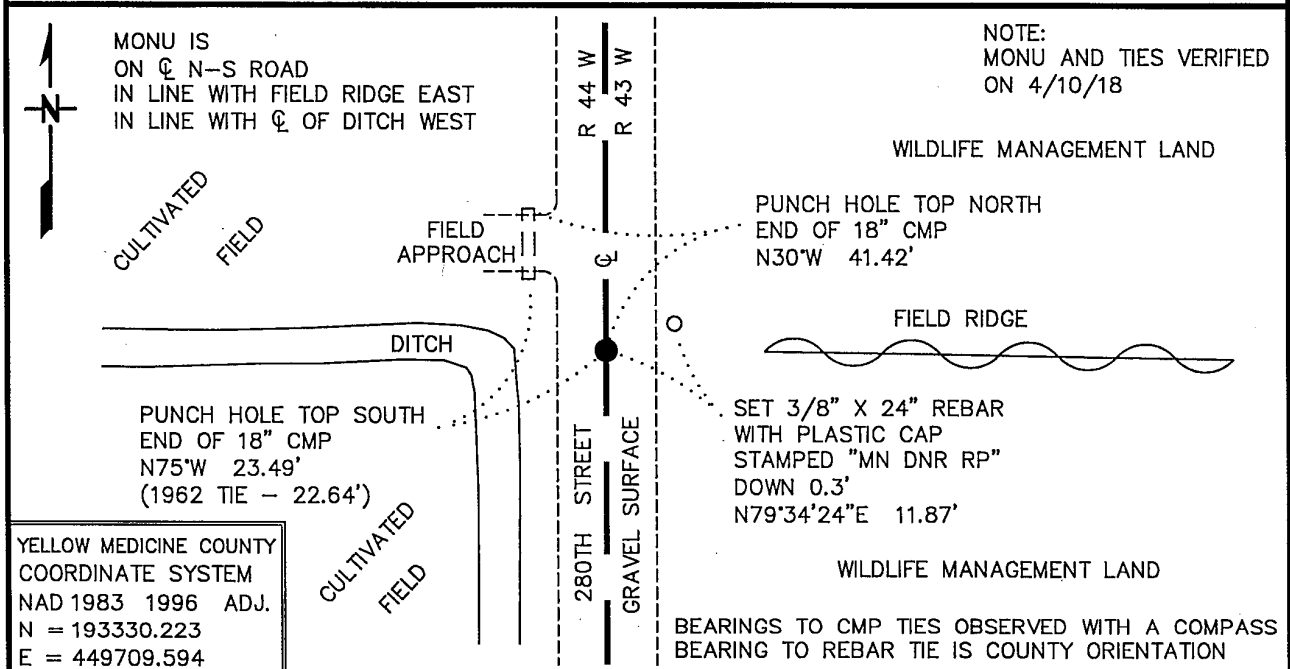 MONU IS
ON ℄ N-S ROAD
IN LINE WITH FIELD RIDGE EAST
IN LINE WITH ℄ OF DITCH WEST
N
R 44 W
R 43 W
NOTE:
MONU AND TIES VERIFIED
ON 4/10/18
WILDLIFE MANAGEMENT LAND
CULTIVATED
FIELD
FIELD
APPROACH
℄
PUNCH HOLE TOP NORTH
END OF 18" CMP
N30°W 41.42'
FIELD RIDGE
DITCH
PUNCH HOLE TOP SOUTH
END OF 18" CMP
N75°W 23.49'
(1962 TIE - 22.64')
SET 3/8" X 24" REBAR
WITH PLASTIC CAP
STAMPED "MN DNR RP"
DOWN 0.3'
N79°34'24"E 11.87'
280TH STREET
GRAVEL SURFACE
CULTIVATED
FIELD
YELLOW MEDICINE COUNTY
COORDINATE SYSTEM
NAD 1983 1996 ADJ.
N = 193330.223
E = 449709.594
WILDLIFE MANAGEMENT LAND
BEARINGS TO CMP TIES OBSERVED WITH A COMPASS
BEARING TO REBAR TIE IS COUNTY ORIENTATION